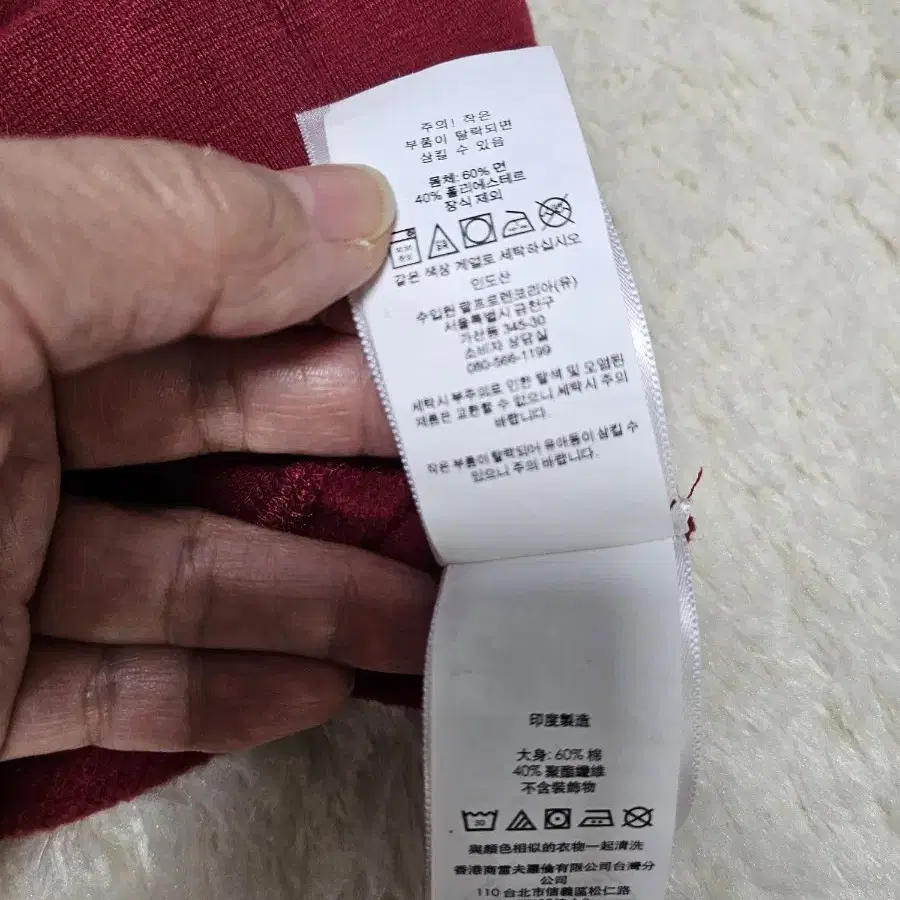 주의! 작은
부품이 탈락되면
삼킬 수 있음
몸체: 60% 면
40% 폴리에스테르
장식 제외
같은 색상 계열로 세탁하십시오
인도산
수입원 랄프로렌코리아(유)
서울특별시 금천구
가산동 345-30
소비자 상담실
080-566-1199
세탁시 부주의로 인한 탈색 및 오염된
제품은 교환할 수 없으니 세탁시 주의
바랍니다.
작은 부품이 탈락되어 유아등이 삼킬 수
있으니 주의 바랍니다.
印度製造
大身: 60% 棉
40% 聚酯纖維
不含裝飾物
30
與顏色相似的衣物一起清洗
香港商雷夫羅倫有限公司台灣分
公司
110 台北市信義區松仁路